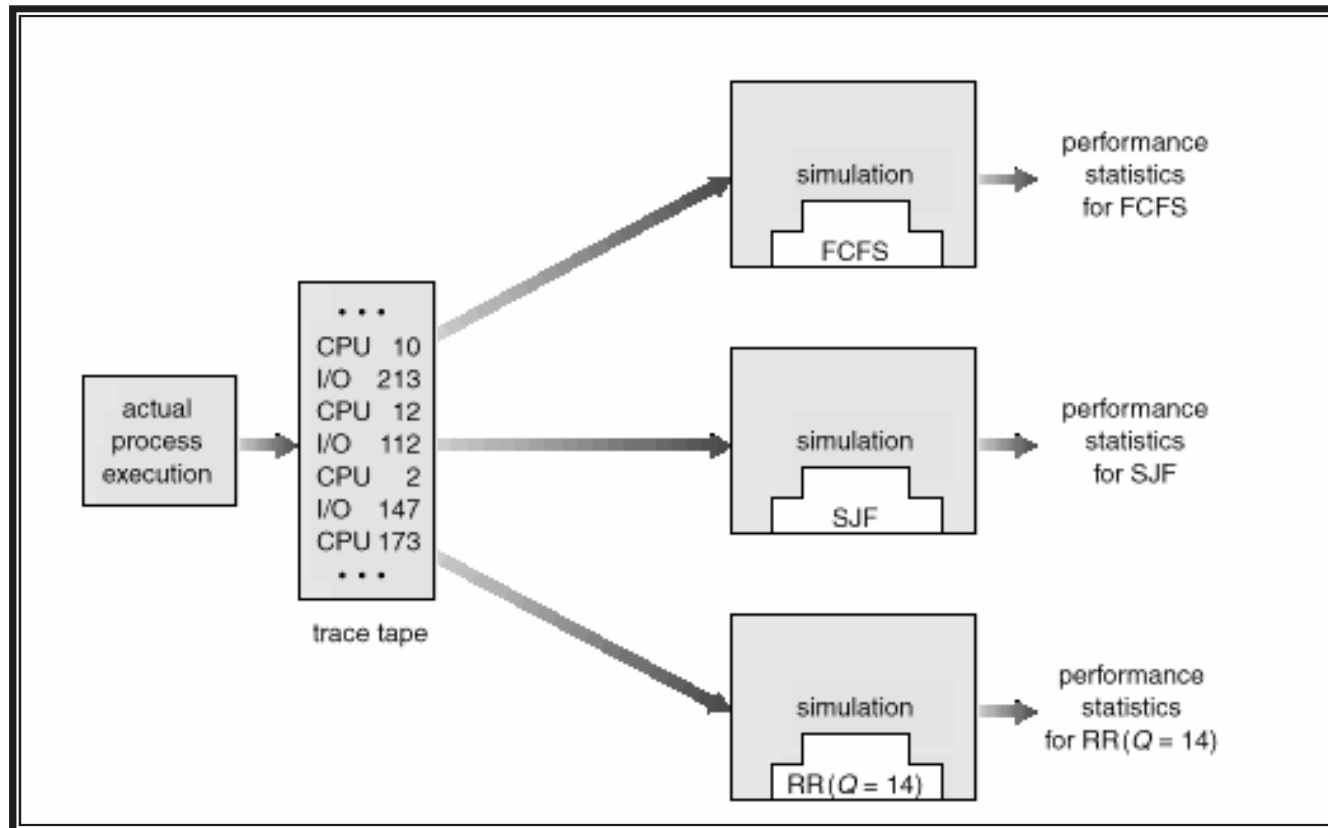 actual
process
execution
• • •
CPU 10
I/O 213
CPU 12
I/O 112
CPU 2
I/O 147
CPU 173
• • •
trace tape
simulation
FCFS
performance
statistics
for FCFS
simulation
SJF
performance
statistics
for SJF
simulation
RR(Q = 14)
performance
statistics
for RR(Q = 14)